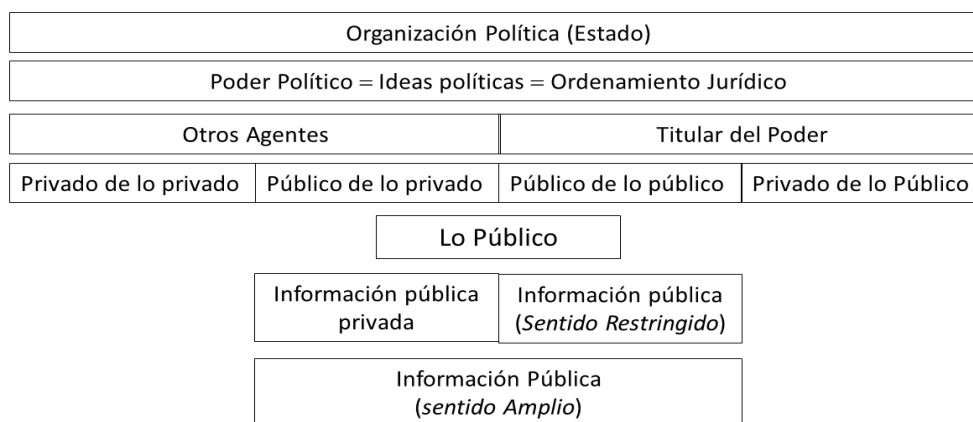 Organización Política (Estado)
Poder Político = Ideas políticas = Ordenamiento Jurídico
Otros Agentes
Titular del Poder
Privado de lo privado
Público de lo privado
Público de lo público
Privado de lo Público
Lo Público
Información pública
privada
Información pública
(Sentido Restringido)
Información Pública
(sentido Amplio)